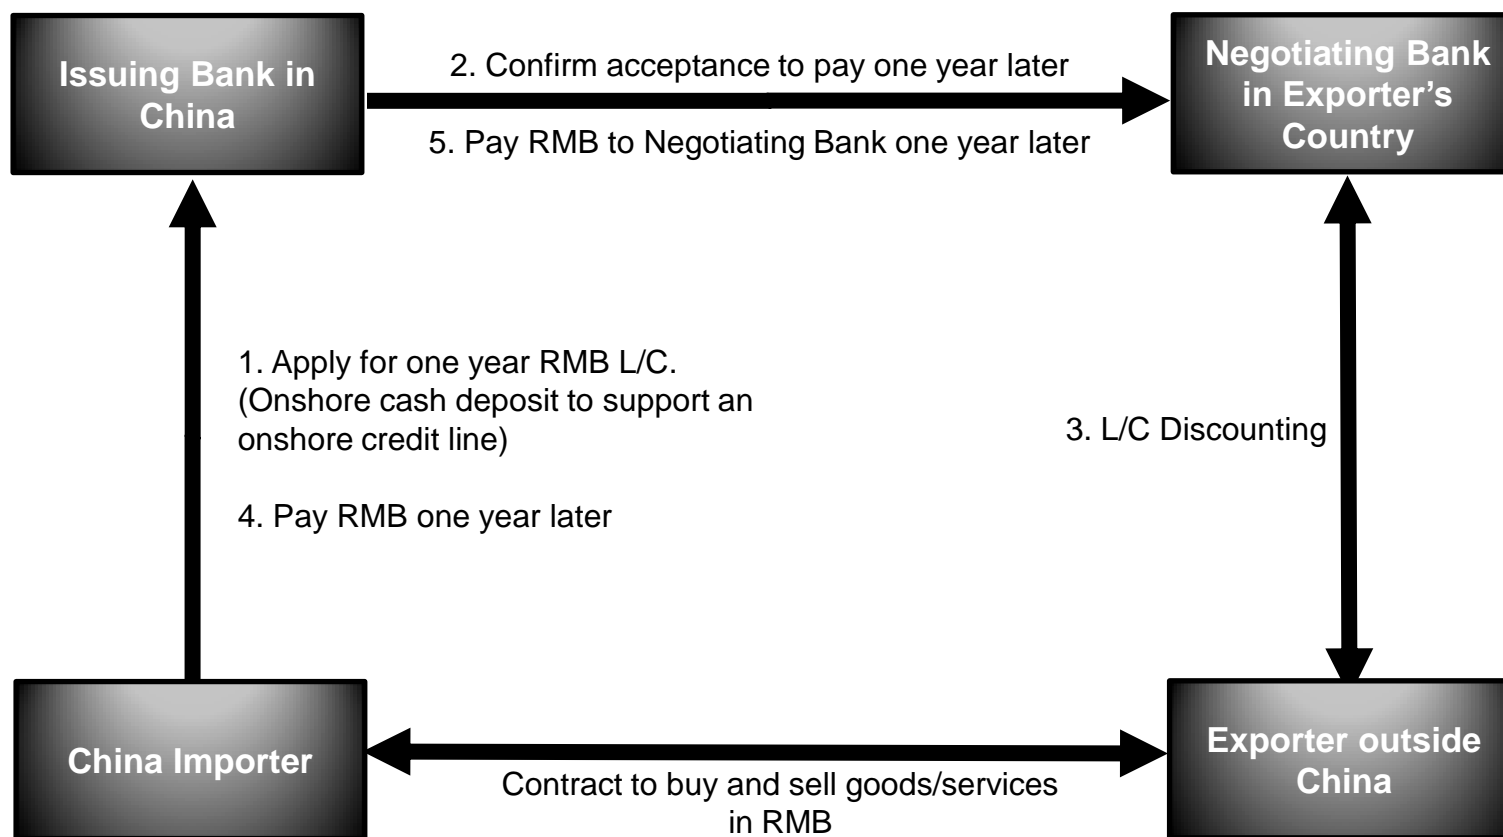 Issuing Bank in
China
2. Confirm acceptance to pay one year later
5. Pay RMB to Negotiating Bank one year later
Negotiating Bank
in Exporter's
Country
1. Apply for one year RMB L/C.
(Onshore cash deposit to support an
onshore credit line)
4. Pay RMB one year later
3. L/C Discounting
China Importer
Contract to buy and sell goods/services
in RMB
Exporter outside
China